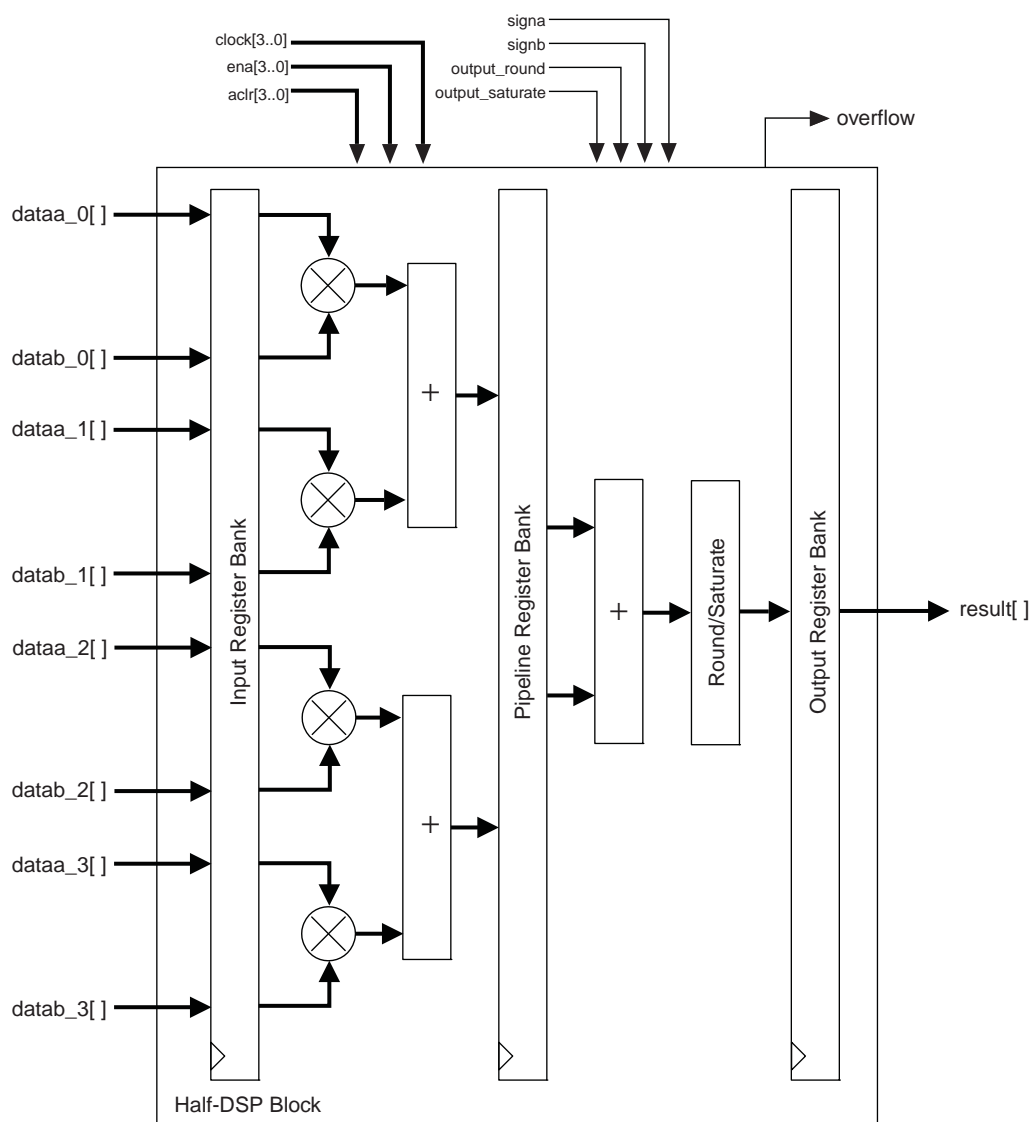 clock[3..0]
ena[3..0]
aclr[3..0]
signa
signb
output_round
output_saturate
overflow
dataa_0[ ]
datab_0[ ]
dataa_1[ ]
datab_1[ ]
dataa_2[ ]
datab_2[ ]
dataa_3[ ]
datab_3[ ]
Input Register Bank
+
+
Pipeline Register Bank
+
Round/Saturate
Output Register Bank
result[ ]
Half-DSP Block